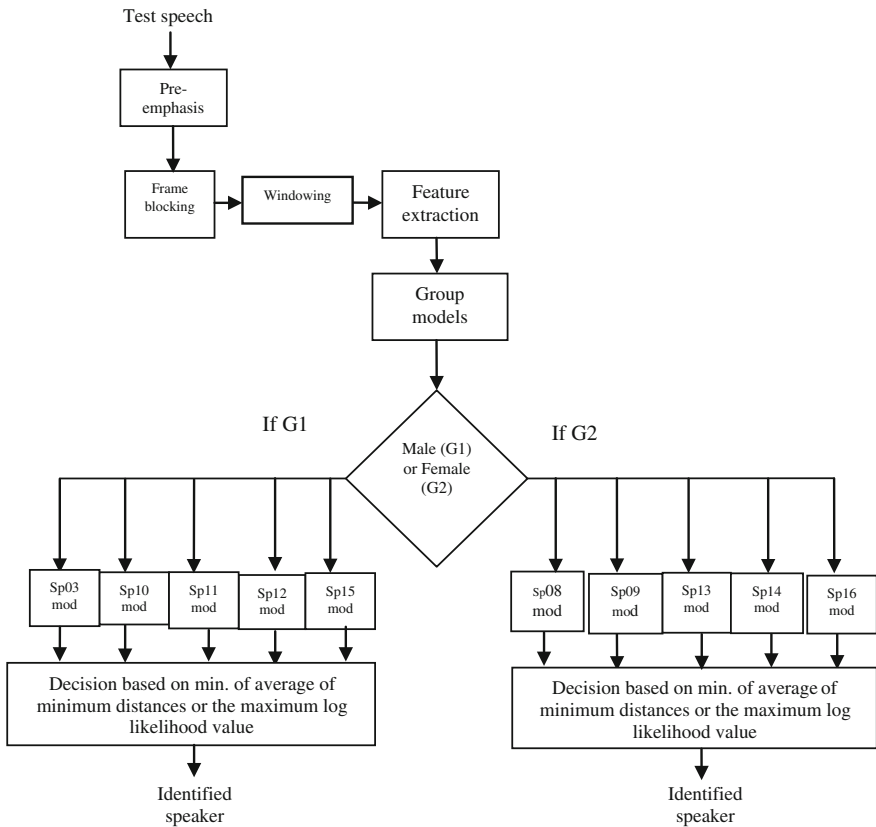 Test speech
Pre-
emphasis
Frame
blocking
Windowing
Feature
extraction
Group
models
If G1
If G2
Male (G1)
or Female
(G2)
Sp03
mod
Sp10
mod
Sp11
mod
Sp12
mod
Sp15
mod
Sp08
mod
Sp09
mod
Sp13
mod
Sp14
mod
Sp16
mod
Decision based on min. of average of
minimum distances or the maximum log
likelihood value
Decision based on min. of average of
minimum distances or the maximum log
likelihood value
Identified
speaker
Identified
speaker